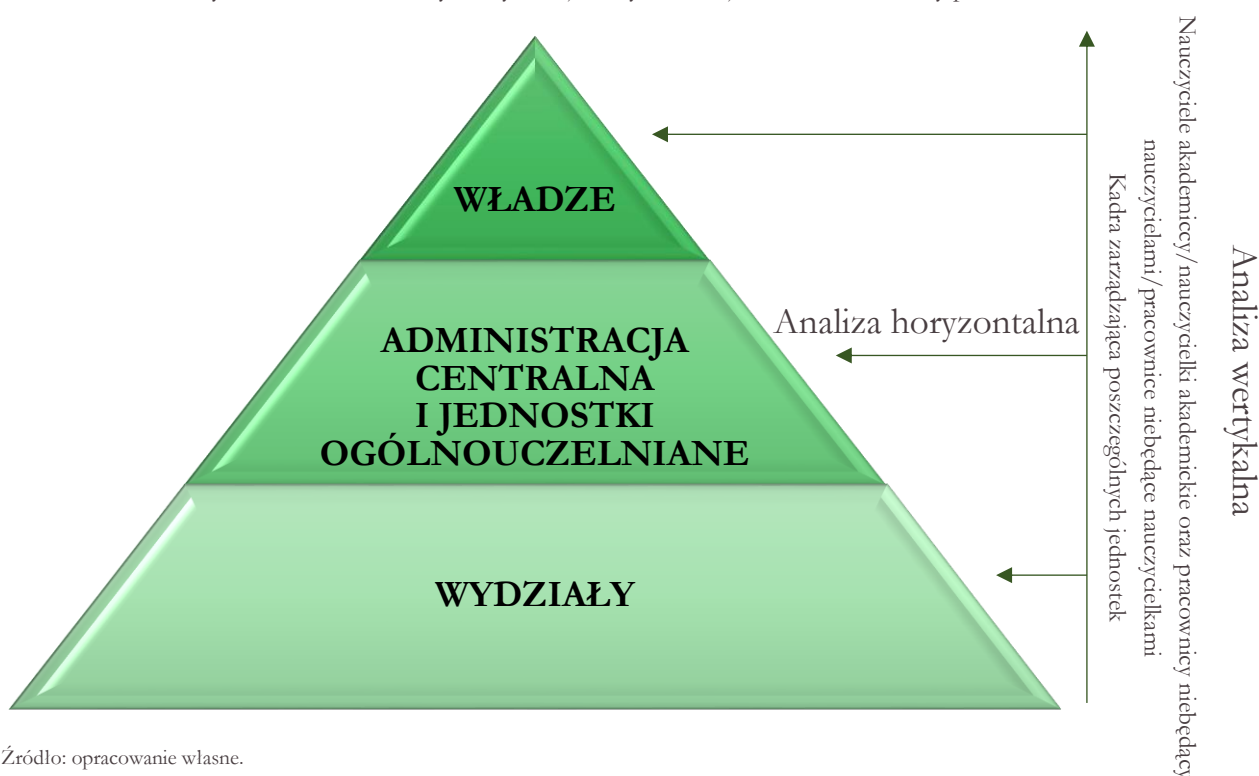 WŁADZE
ADMINISTRACJA
CENTRALNA
I JEDNOSTKI
OGÓLNOUCZELNIANE
WYDZIAŁY
Analiza horyzontalna
Analiza wertykalna
Nauczyciele akademiccy/nauczycielki akademickie oraz pracownicy niebędący
nauczycielami/pracownice niebędące nauczycielkami
Kadra zarządzająca poszczególnych jednostek
Źródło: opracowanie własne.